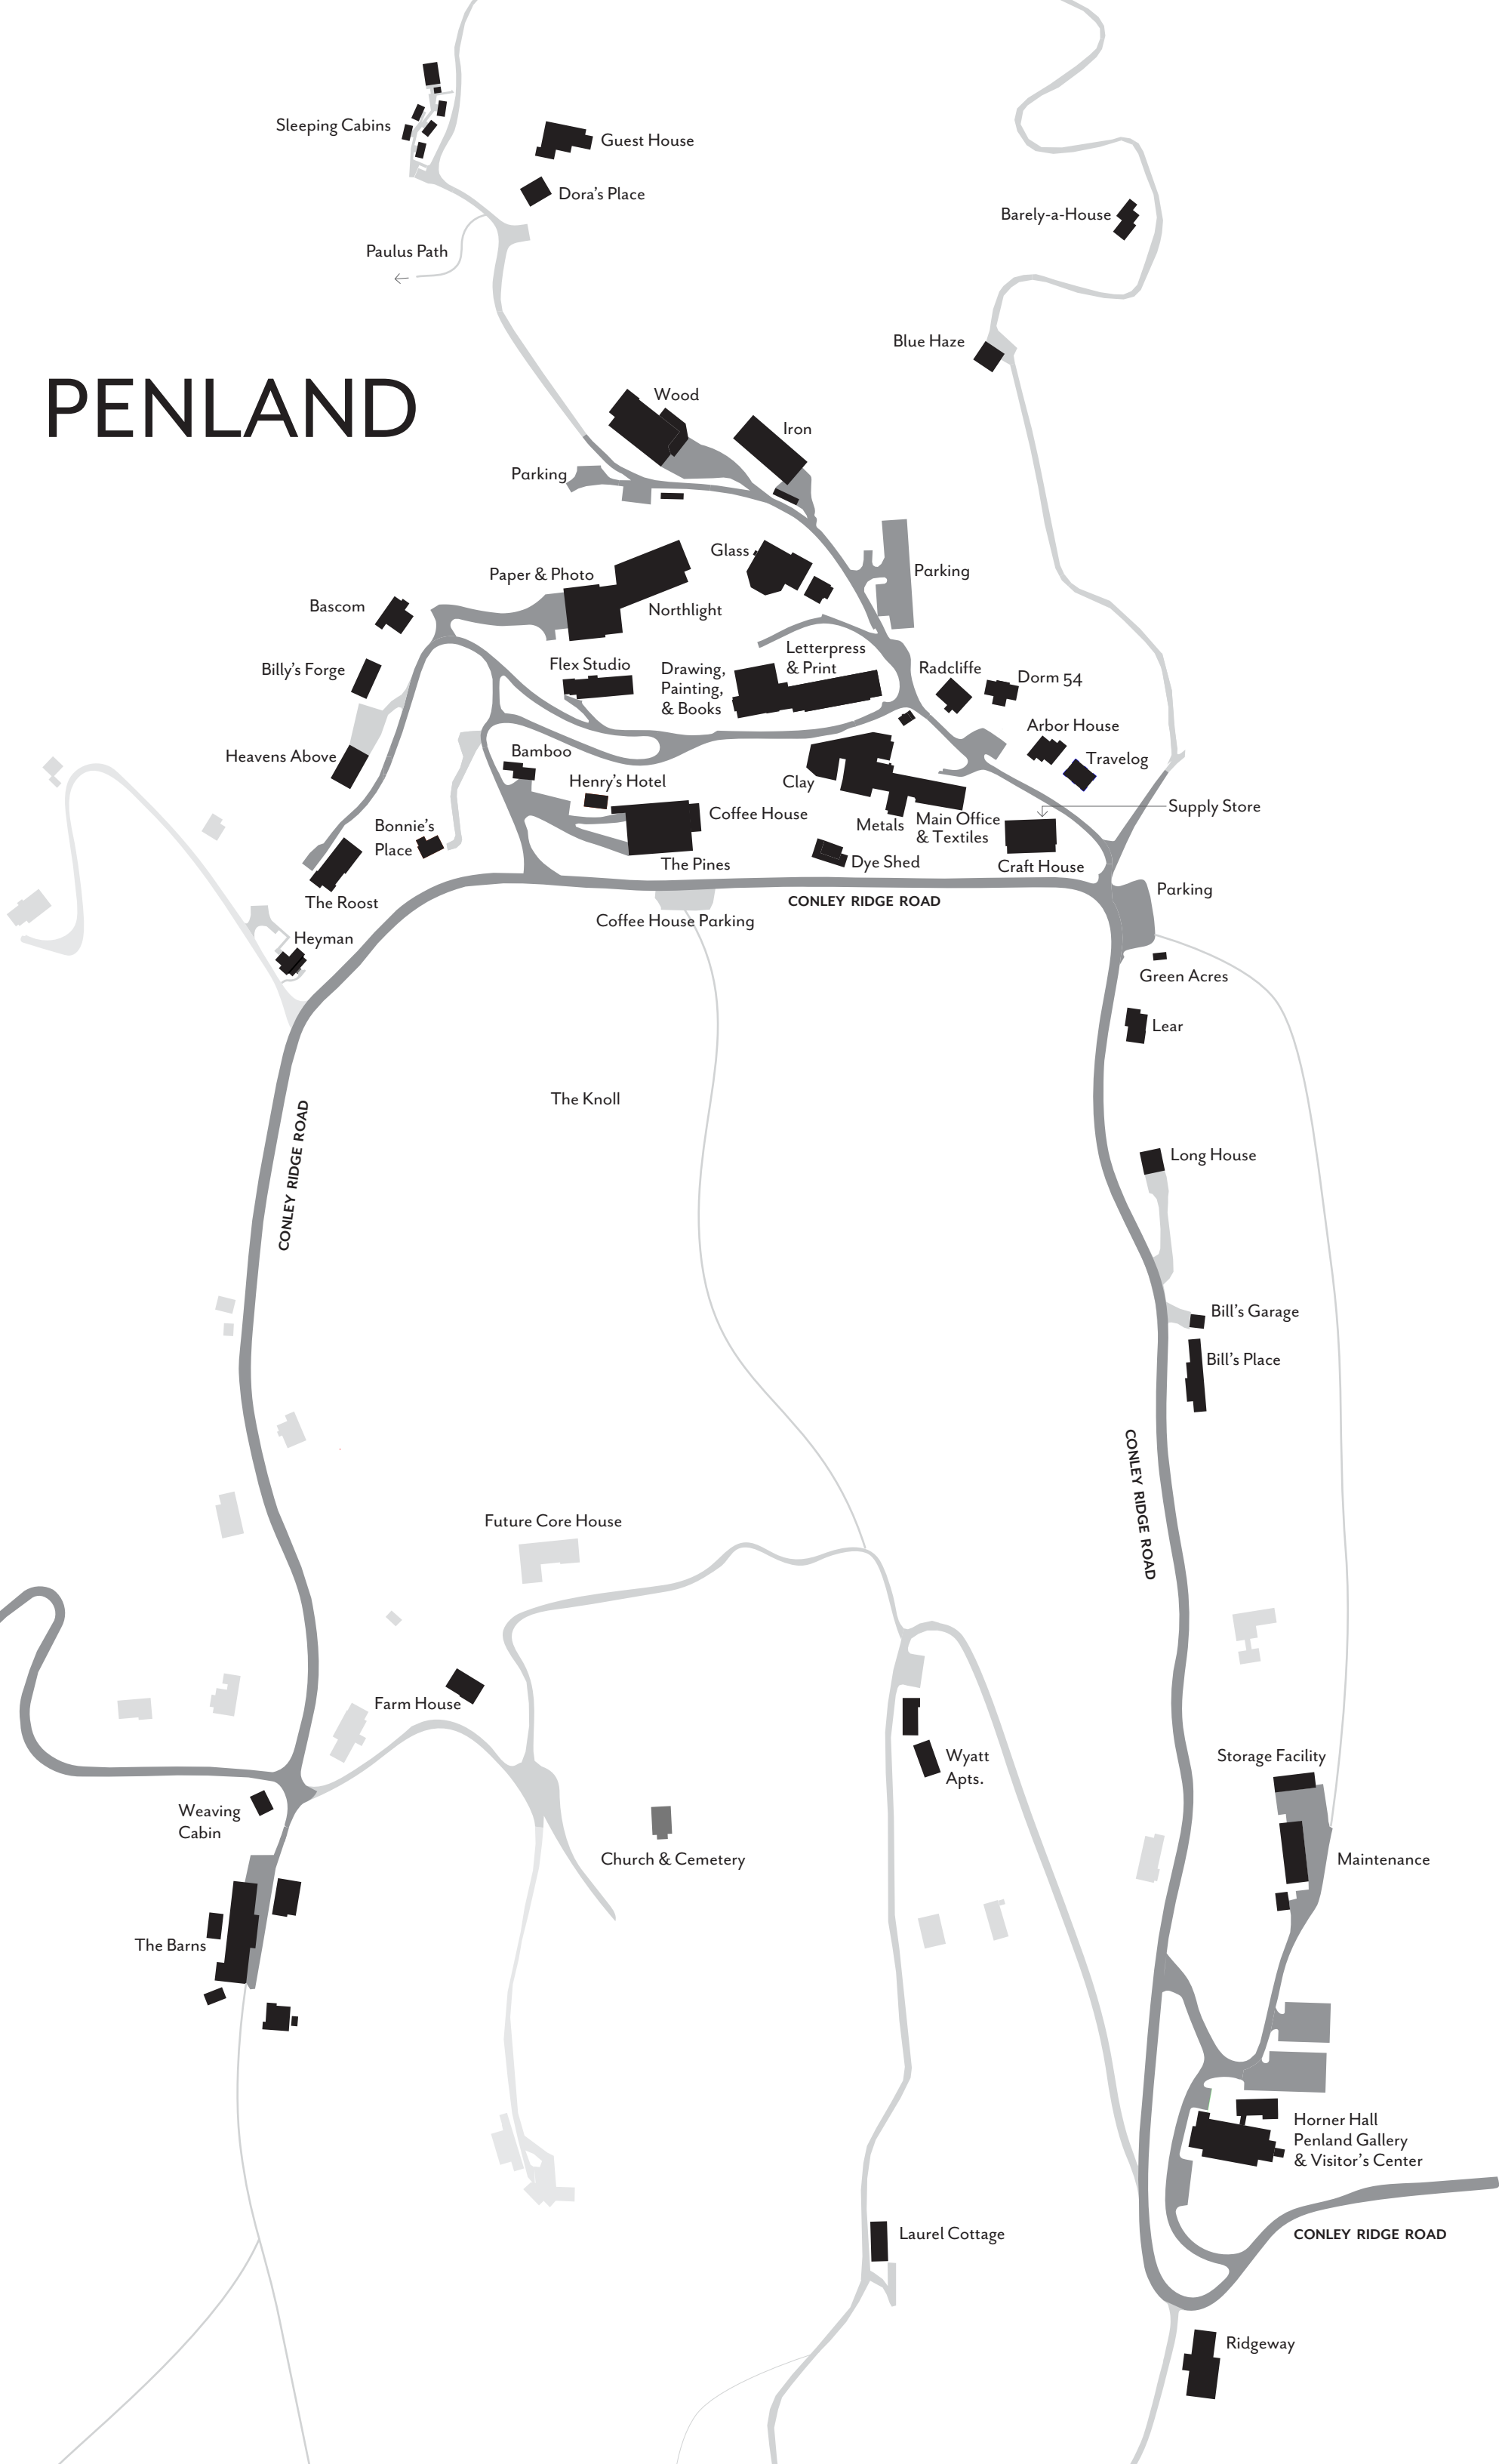 Sleeping Cabins
Guest House
Dora's Place
Barely-a-House
Paulus Path
Blue Haze
PENLAND
Wood
Iron
Parking
Glass
Parking
Paper & Photo
Northlight
Bascom
Billy's Forge
Flex Studio
Drawing,
Painting,
& Books
Letterpress
& Print
Radcliffe
Dorm 54
Arbor House
Travelog
Heavens Above
Bamboo
Henry's Hotel
Clay
Supply Store
Coffee House
Metals
Main Office
& Textiles
Bonnie's
Place
The Pines
Dye Shed
Craft House
The Roost
CONLEY RIDGE ROAD
Parking
Coffee House Parking
Heyman
Green Acres
Lear
The Knoll
CONLEY RIDGE ROAD
Long House
Bill's Garage
Bill's Place
CONLEY RIDGE ROAD
Future Core House
Farm House
Wyatt
Apts.
Storage Facility
Weaving
Cabin
Church & Cemetery
Maintenance
The Barns
Horner Hall
Penland Gallery
& Visitor's Center
Laurel Cottage
CONLEY RIDGE ROAD
Ridgeway